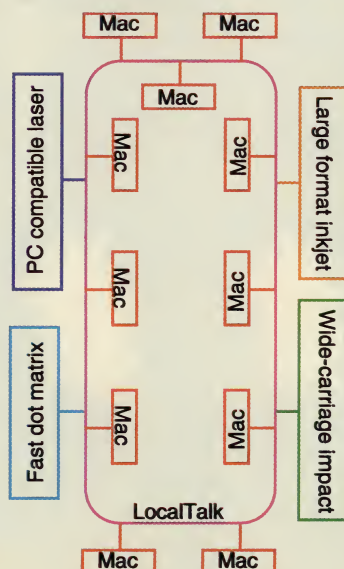 Mac
Mac
Mac
PC compatible laser
Mac
Mac
Large format inkjet
Mac
Mac
Fast dot matrix
Mac
Mac
Wide-carriage impact
LocalTalk
Mac
Mac